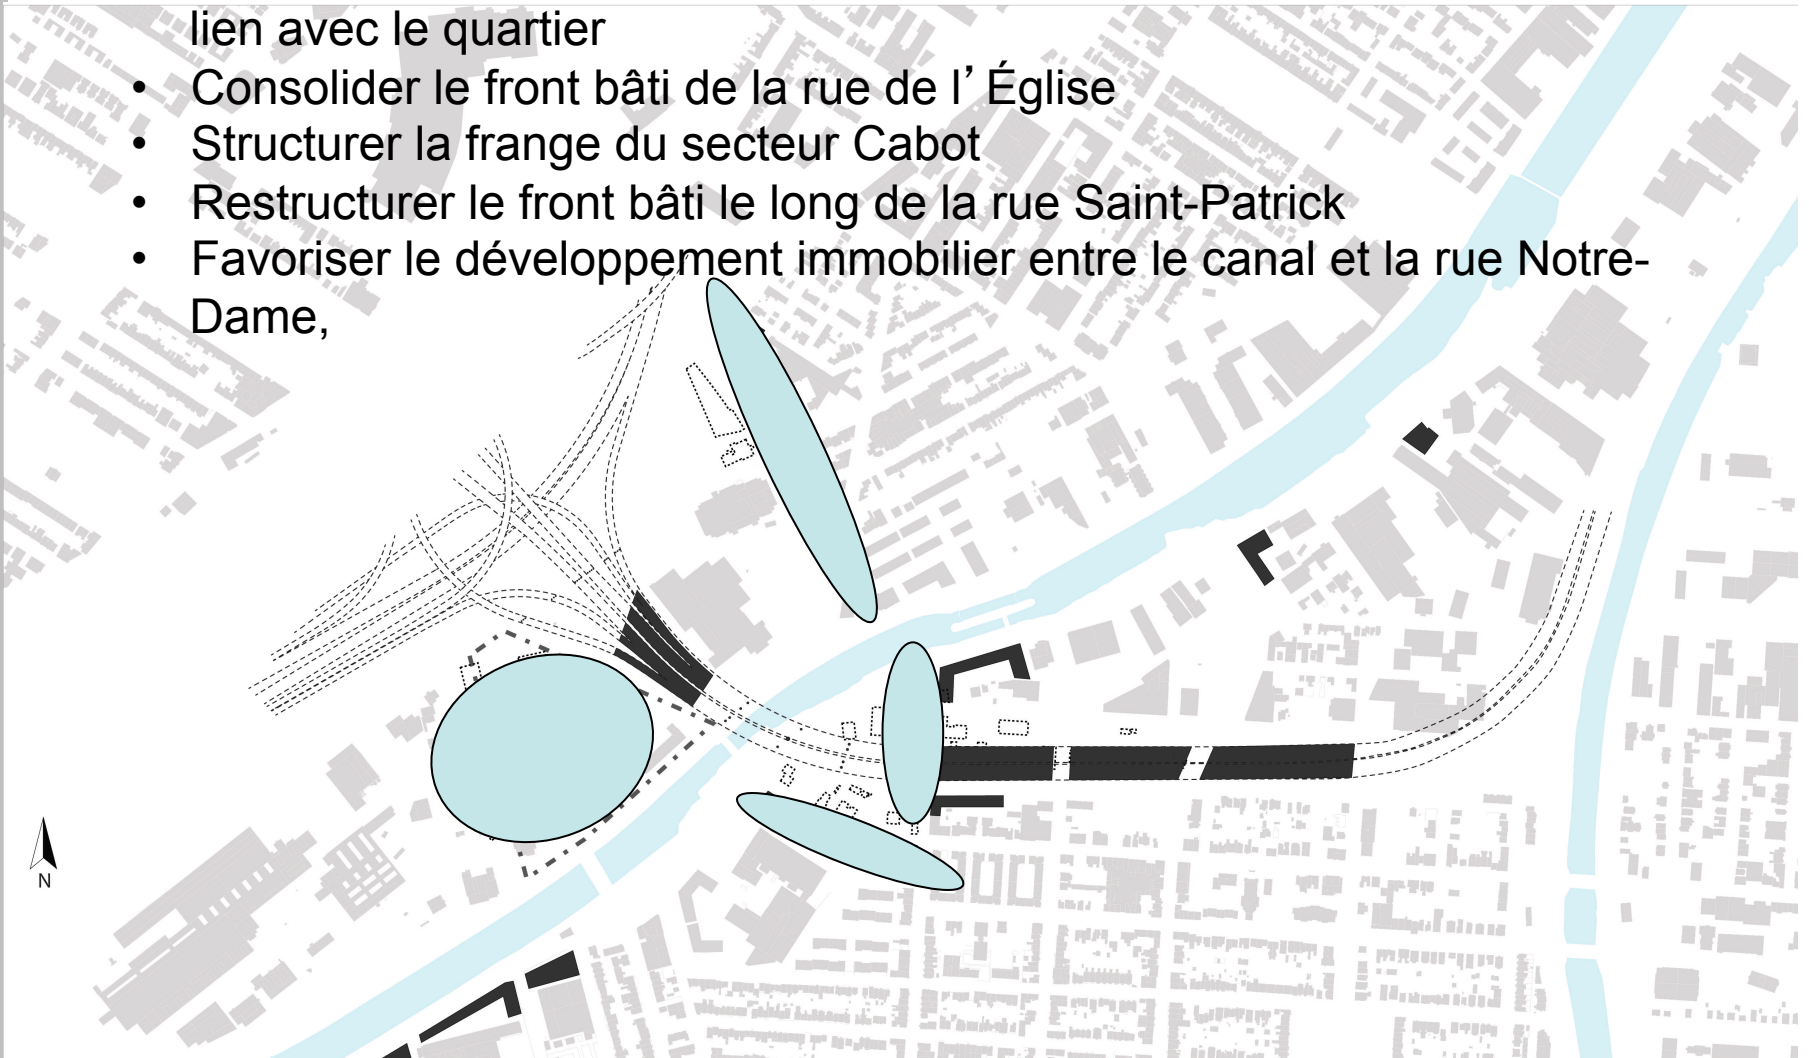 lien avec le quartier
• Consolider le front bâti de la rue de l’ Église
• Structurer la frange du secteur Cabot
• Restructurer le front bâti le long de la rue Saint-Patrick
• Favoriser le développement immobilier entre le canal et la rue Notre-
Dame,
N